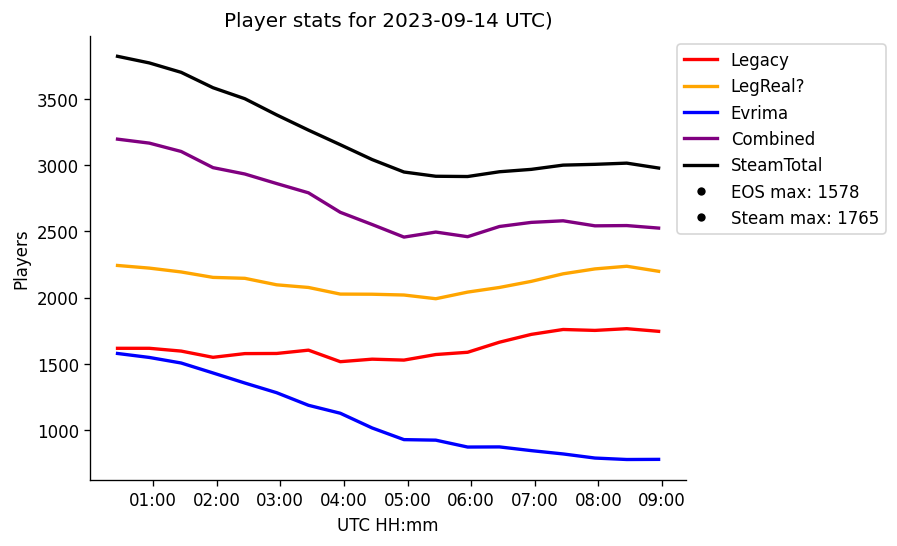 Player stats for 2023-09-14 UTC)
Legacy
LegReal?
Evrima
Combined
SteamTotal
EOS max: 1578
Steam max: 1765
Players
3500
3000
2500
2000
1500
1000
01:00 02:00 03:00 04:00 05:00 06:00 07:00 08:00 09:00
UTC HH:mm